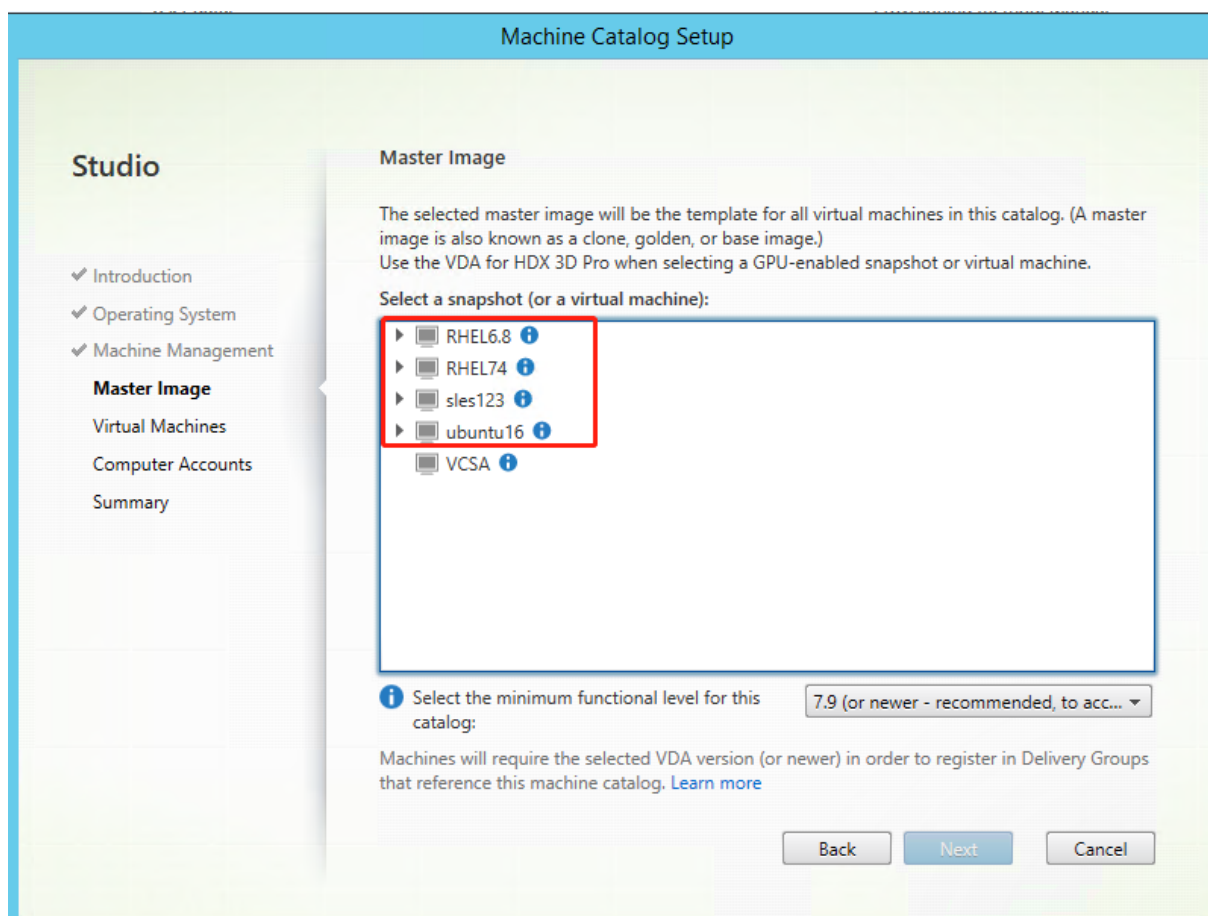 Machine Catalog Setup
Studio
Introduction
Operating System
Machine Management
Master Image
Virtual Machines
Computer Accounts
Summary
Master Image
The selected master image will be the template for all virtual machines in this catalog. (A master
image is also known as a clone, golden, or base image.)
Use the VDA for HDX 3D Pro when selecting a GPU-enabled snapshot or virtual machine.
Select a snapshot (or a virtual machine):
RHEL6.8
RHEL74
sles123
ubuntu16
VCSA
Select the minimum functional level for this
catalog:
7.9 (or newer - recommended, to acc...
Machines will require the selected VDA version (or newer) in order to register in Delivery Groups
that reference this machine catalog. Learn more
Back
Next
Cancel